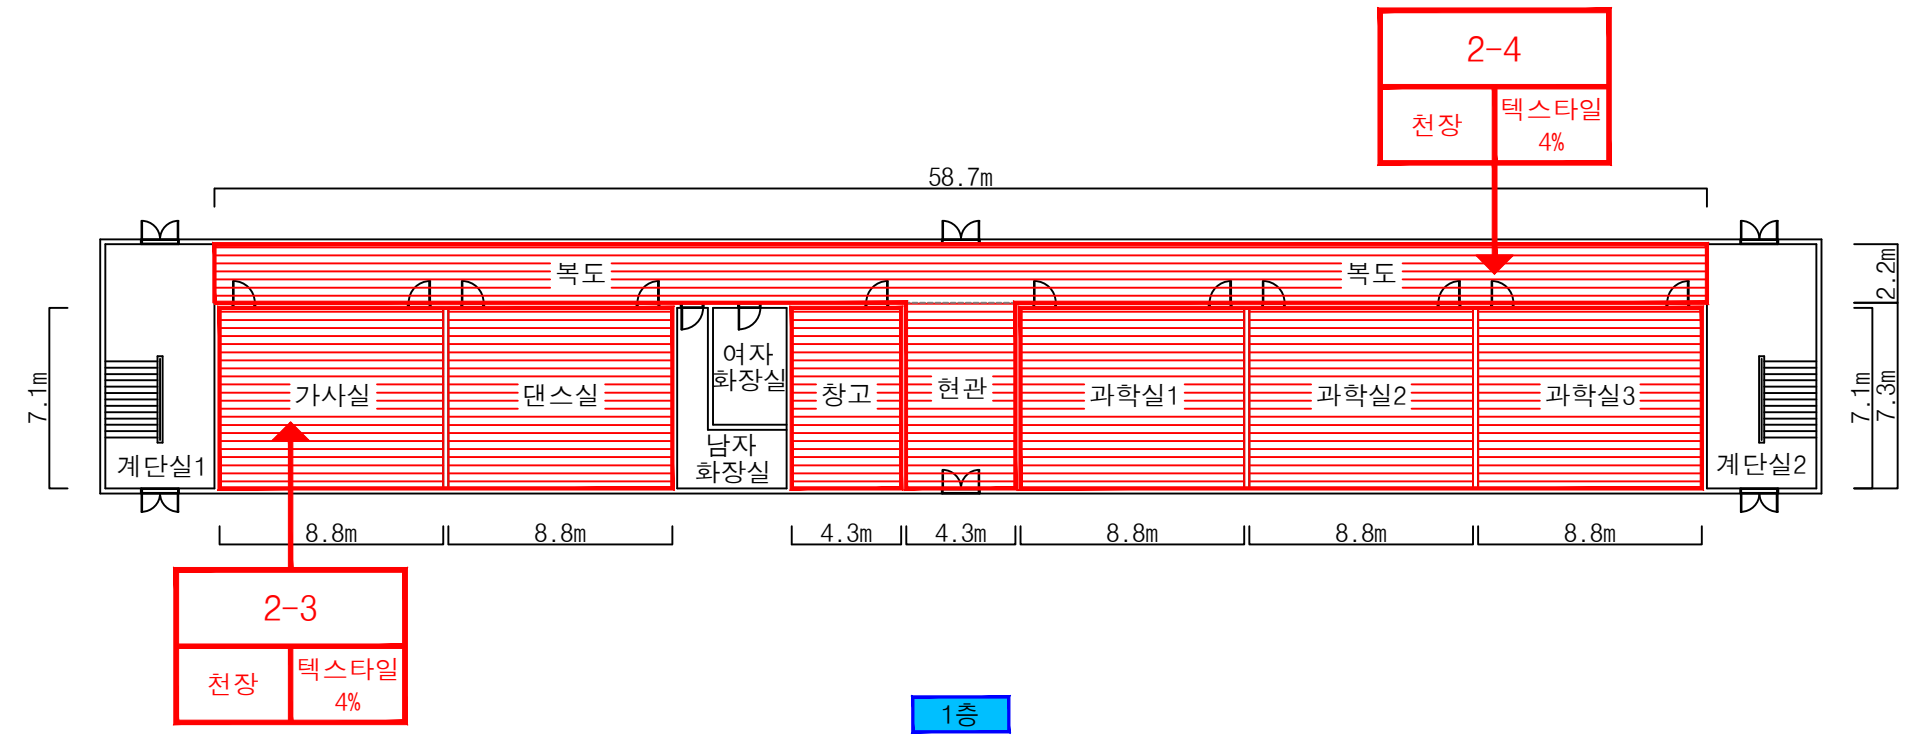 2-4
천장
텍스타일
4%
58.7m
복도
복도
2.2m
7.1m
가사실
댄스실
여자
화장실
남자
화장실
창고
현관
과학실1
과학실2
과학실3
7.1m
7.3m
계단실1
계단실2
8.8m
8.8m
4.3m
4.3m
8.8m
8.8m
8.8m
2-3
천장
텍스타일
4%
1층